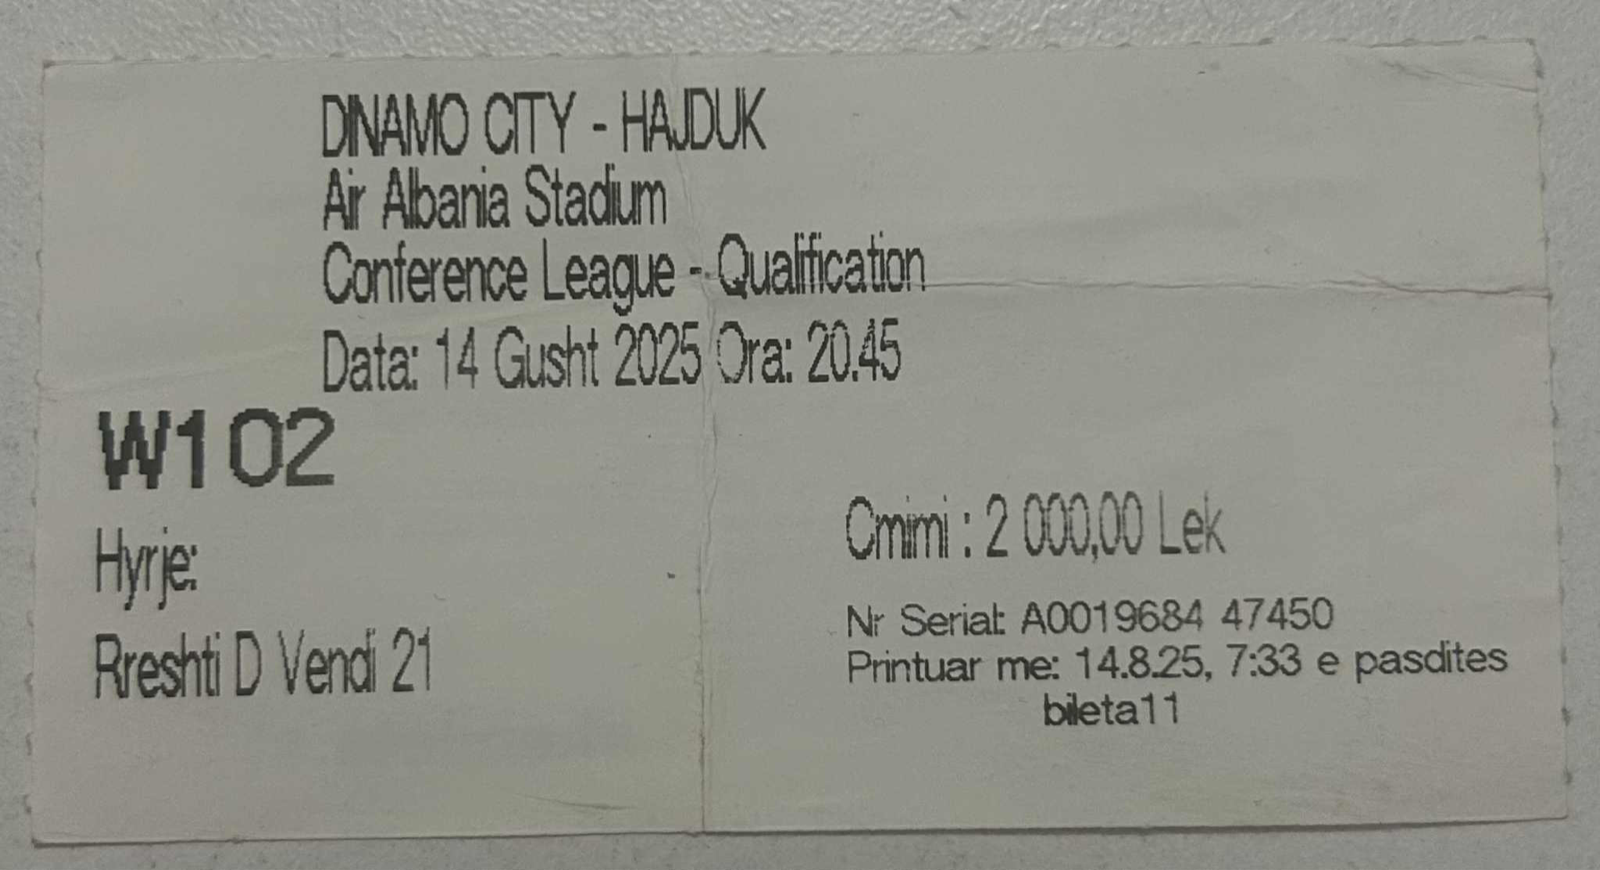 DINAMO CITY - HAJDUK
Air Albania Stadium
Conference League - Qualification
Data: 14 Gusht 2025 Ora: 20.45
W102
Hyrje:
Rreshti D Vendi 21
Cmimi : 2 000,00 Lek
Nr Serial: A0019684 47450
Printuar me: 14.8.25, 7:33 e pasdites
bileta11